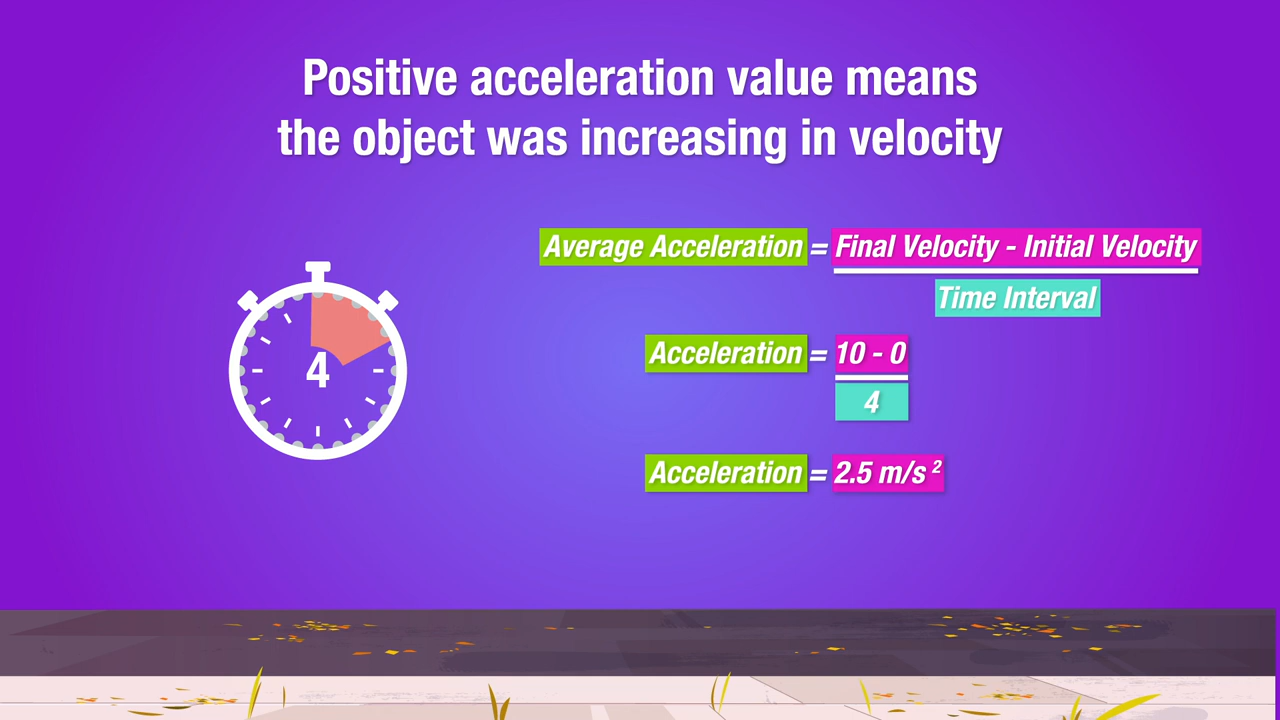 Positive acceleration value means
the object was increasing in velocity
Average Acceleration = Final Velocity - Initial Velocity
Time Interval
4
Acceleration = 10 - 0
4
Acceleration = 2.5 m/s²